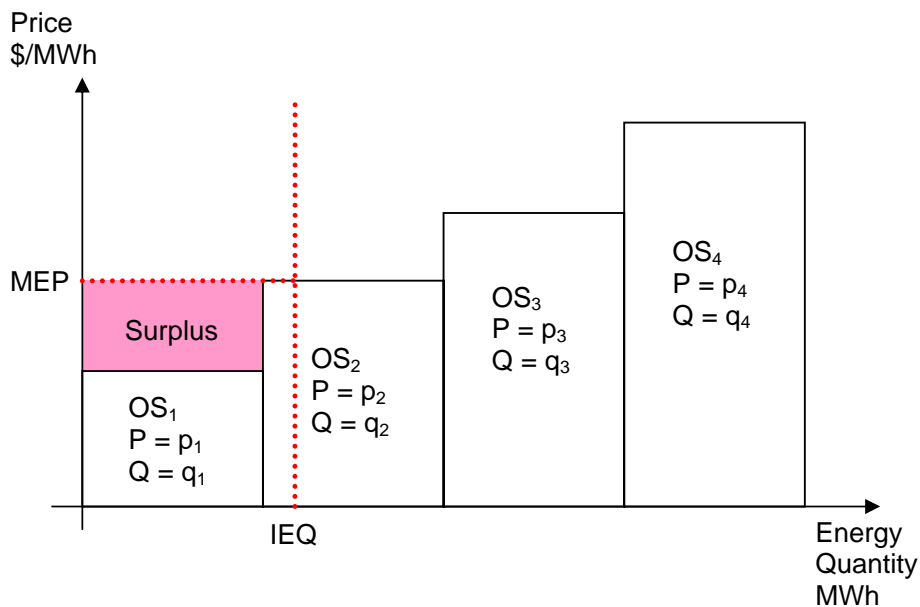 Price
$/MWh
MEP
Surplus
OS₁
P = p₁
Q = q₁
OS₂
P = p₂
Q = q₂
OS₃
P = p₃
Q = q₃
OS₄
P = p₄
Q = q₄
IEQ
Energy
Quantity
MWh